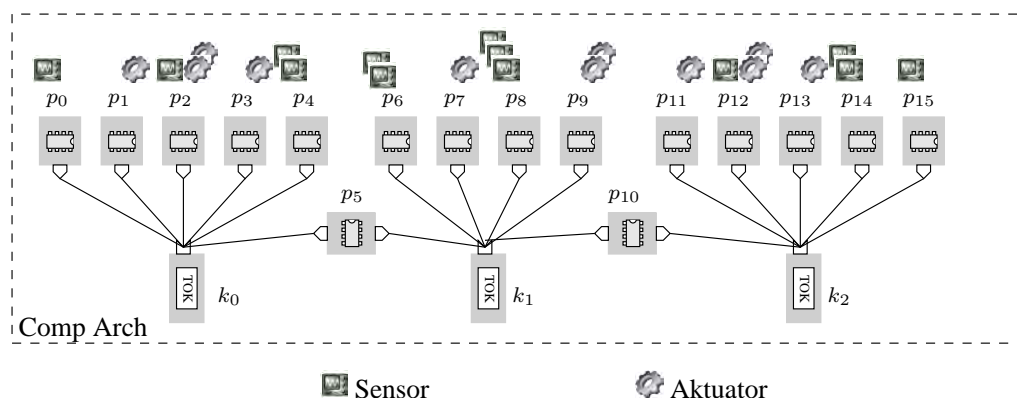 p0 p1 p2 p3 p4 p6 p7 p8 p9 p11 p12 p13 p14 p15
p5 p10
TOK k0 TOK k1 TOK k2
Comp Arch
Sensor Aktuator